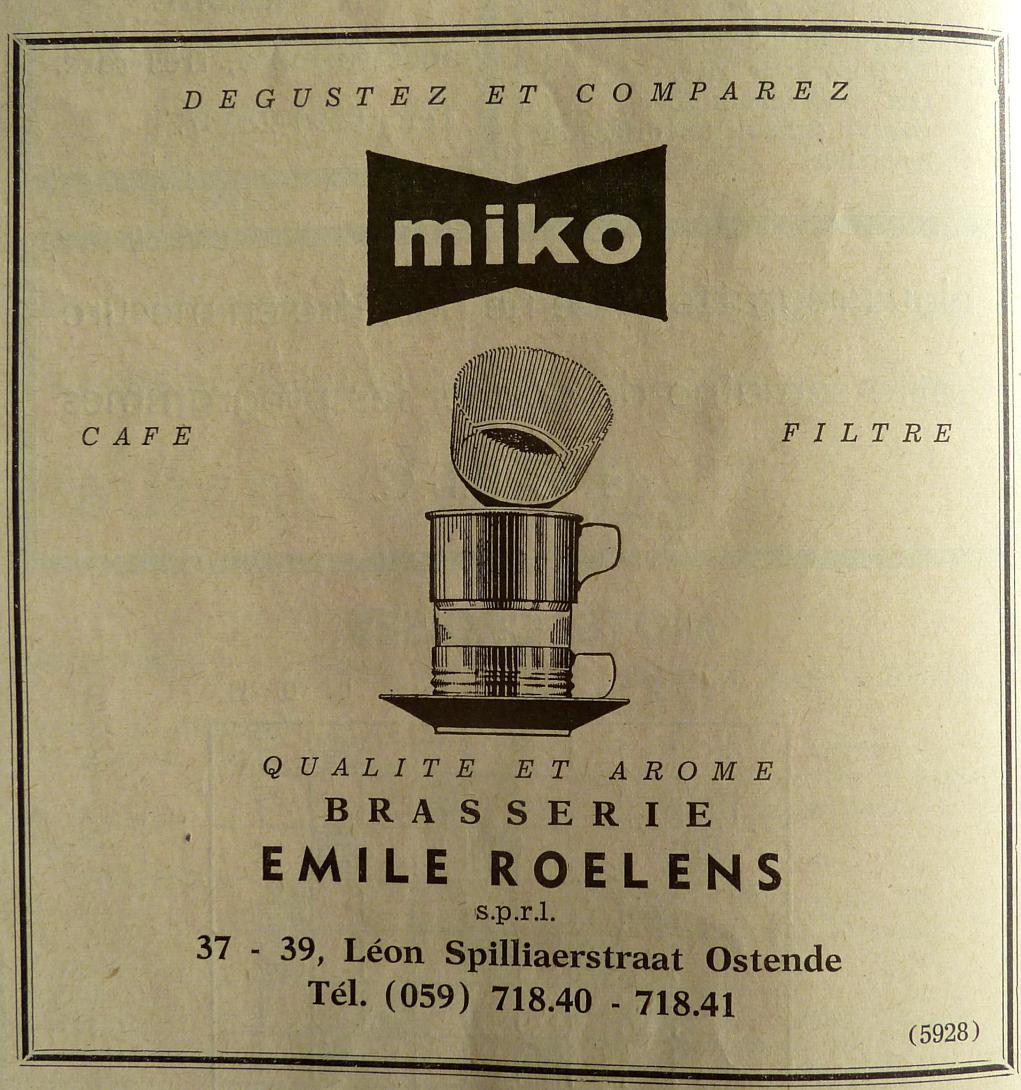 DEGUSTEZ ET COMPAREZ
miko
CAFE FILTRE
QUALITE ET AROME
BRASSERIE
EMILE ROELENS
s.p.r.l.
37 - 39, Léon Spilliaerstraat Ostende
Tél. (059) 718.40 - 718.41
(5928)